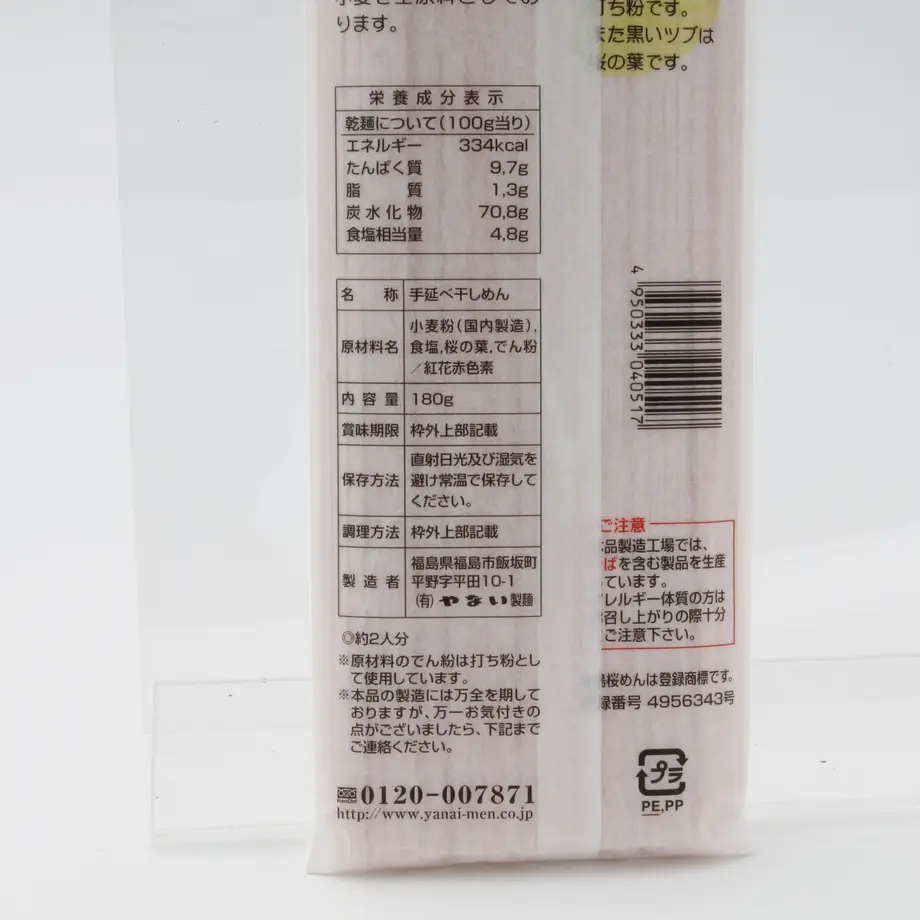 ります。
打ち粉です。
また黒いツブは
桜の葉です。
栄養成分表示
乾麺について(100g当り)
エネルギー 334kcal
たんぱく質 9,7g
脂質 1,3g
炭水化物 70,8g
食塩相当量 4,8g
名称 手延べ干しめん
原材料名 小麦粉(国内製造),
食塩,桜の葉,でん粉
/紅花赤色素
内容量 180g
賞味期限 枠外上部記載
保存方法 直射日光及び湿気を
避け常温で保存して
ください。
調理方法 枠外上部記載
製造者 福島県福島市飯坂町
平野字平田10-1
(有)やない製麺
◎約2人分
※原材料のでん紛は打ち粉とし
て使用しています。
※本品の製造には万全を期して
おりますが、万一お気付きの
点がございましたら、下記まで
ご連絡ください。
0120-007871
http://www.yanai-men.co.jp
4 950333 040517
ご注意
品製造工場では、
ばを含む製品を生産
ています。
レルギー体質の方は
召し上がりの際十分
ご注意下さい。
桜めんは登録商標です。
録番号 4956343号
プラ
PE,PP